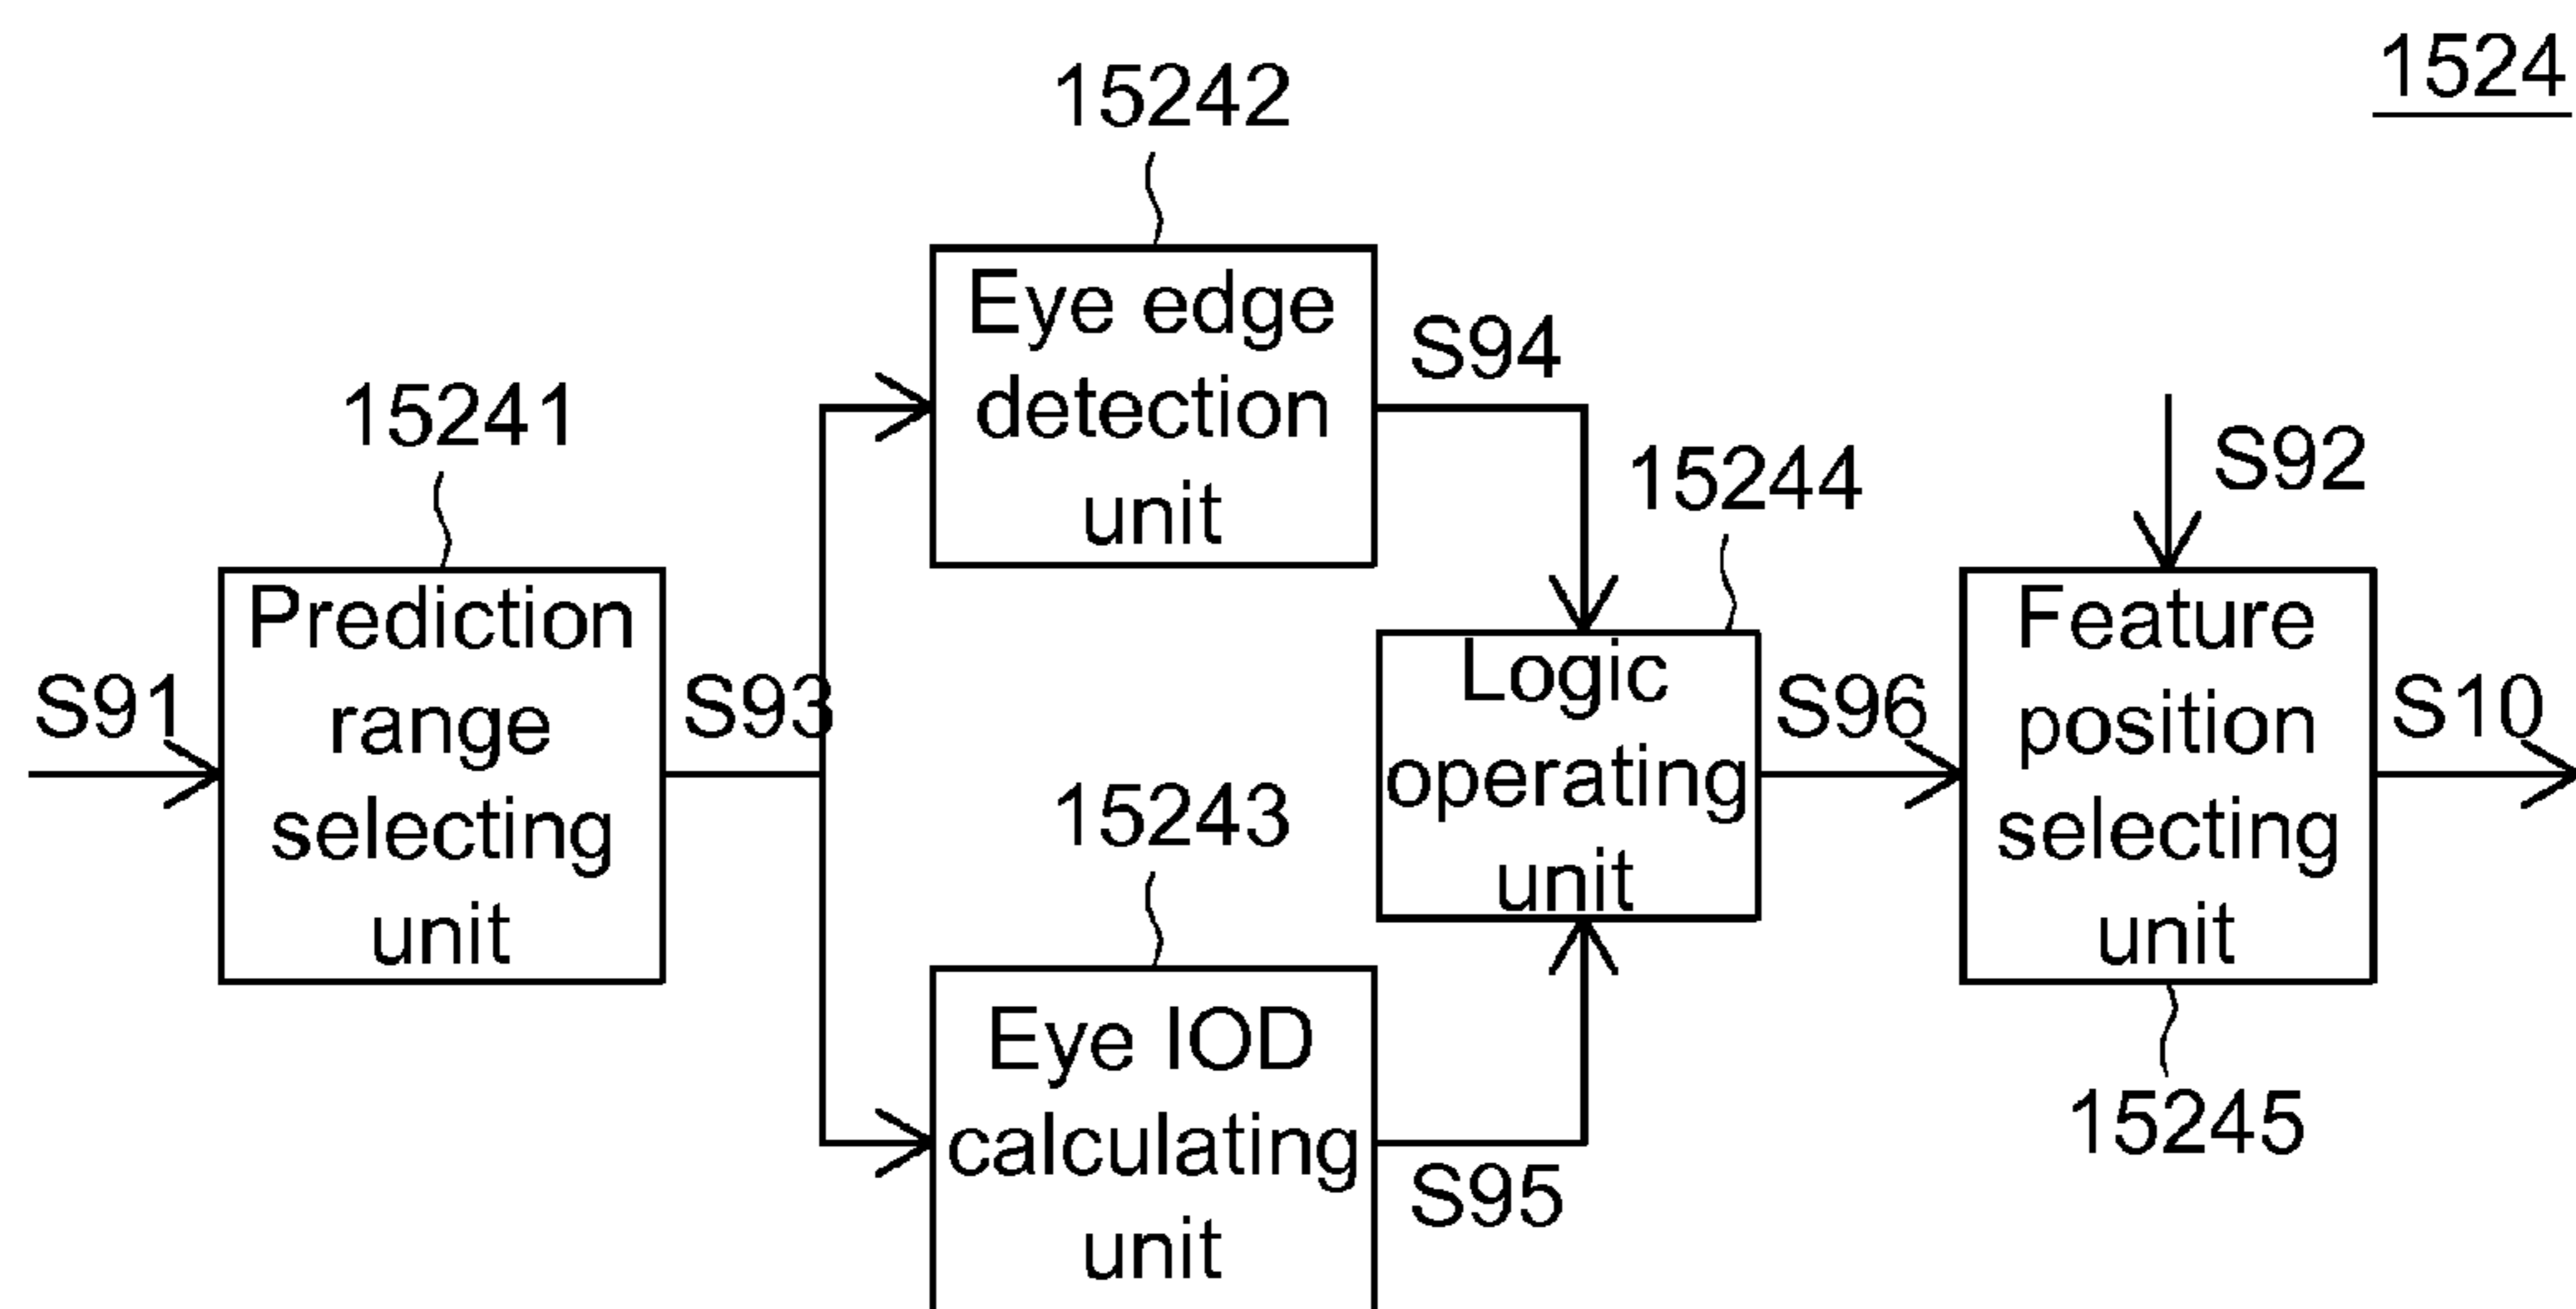 1524
15242
Eye edge
detection
unit
S94
15241
Prediction
range
selecting
unit
S91
S93
15243
Eye IOD
calculating
unit
S95
15244
Logic
operating
unit
S96
S92
Feature
position
selecting
unit
S10
15245